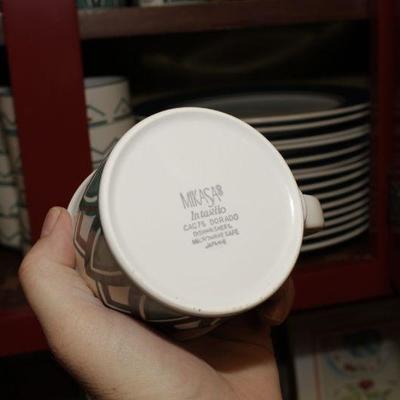 MIKASA®
Intaglio
CAC75 DORADO
DISHWASHER,
MICROWAVE SAFE
JAPAN